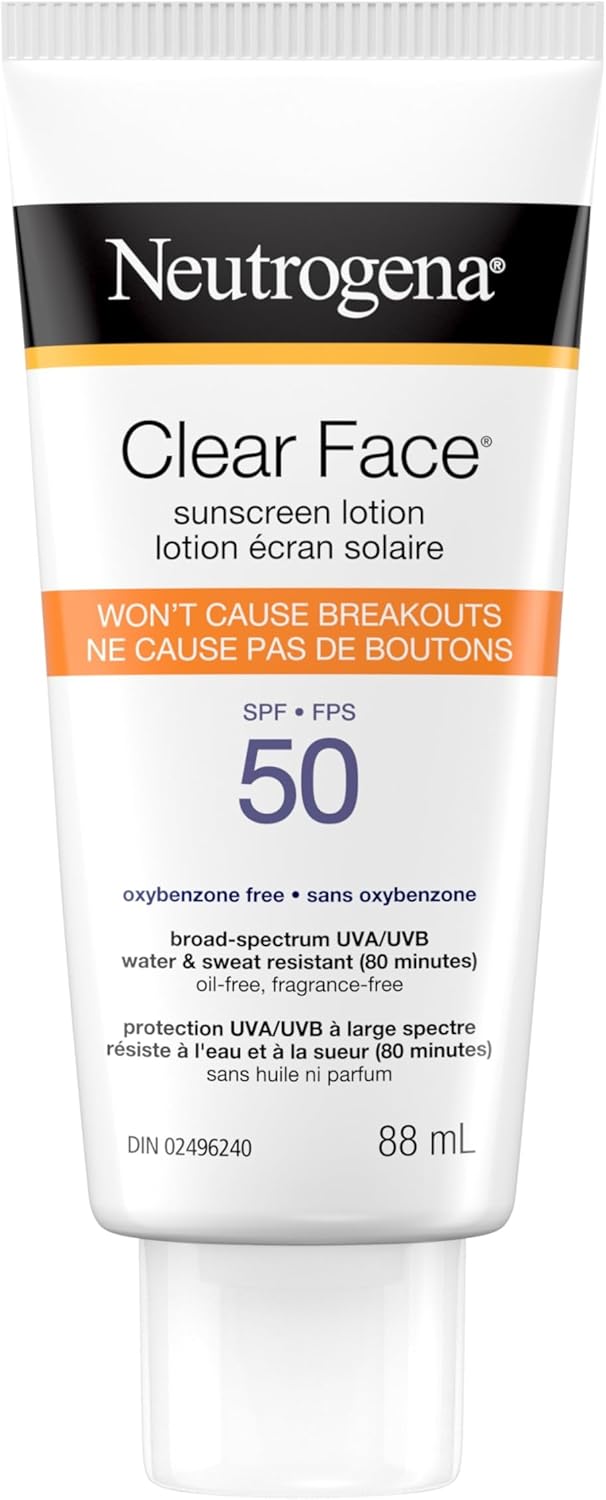 Neutrogena®
Clear Face®
sunscreen lotion
lotion écran solaire
WON'T CAUSE BREAKOUTS
NE CAUSE PAS DE BOUTONS
SPF • FPS
50
oxybenzone free • sans oxybenzone
broad-spectrum UVA/UVB
water & sweat resistant (80 minutes)
oil-free, fragrance-free
protection UVA/UVB à large spectre
résiste à l'eau et à la sueur (80 minutes)
sans huile ni parfum
DIN 02496240
88 mL